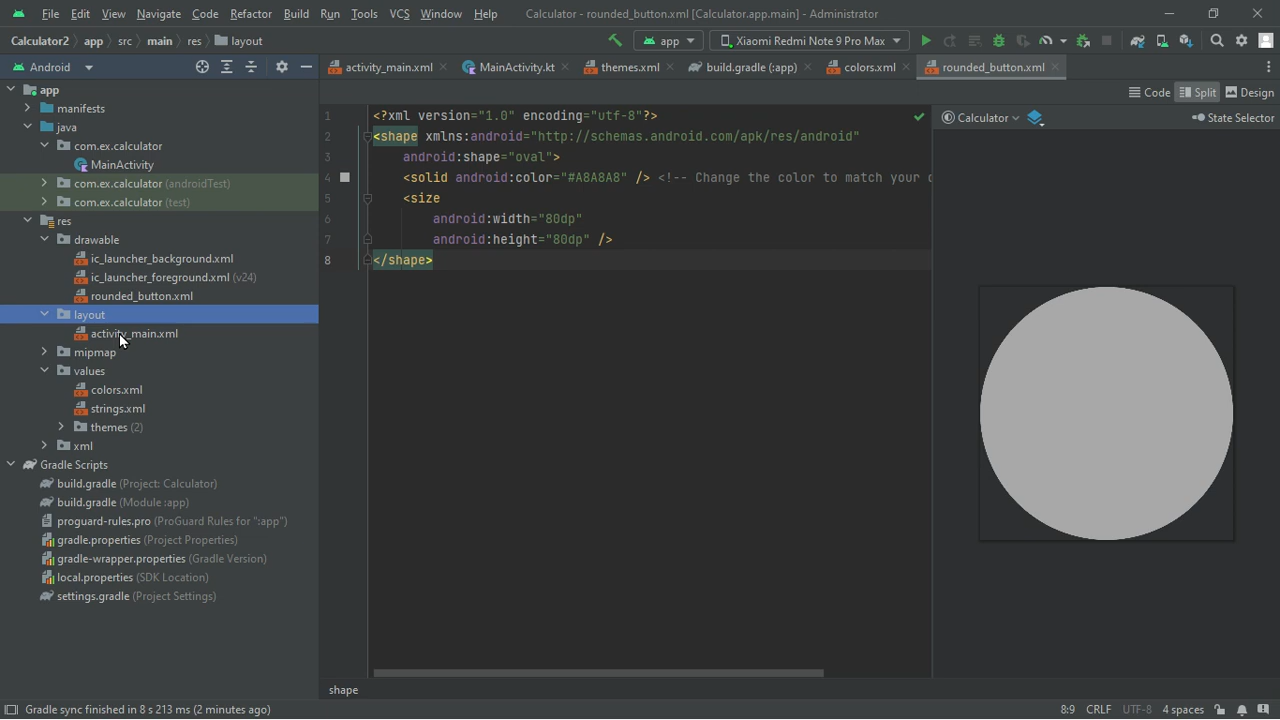 File Edit View Navigate Code Refactor Build Run Tools VCS Window Help Calculator - rounded_button.xml [Calculator.app.main] - Administrator
Calculator2 app src main res layout app Xiaomi Redmi Note 9 Pro Max
Android activity_main.xml MainActivity.kt themes.xml build.gradle (:app) colors.xml rounded_button.xml
Code Split Design
Calculator State Selector
app
manifests
java
com.ex.calculator
MainActivity
com.ex.calculator (androidTest)
com.ex.calculator (test)
res
drawable
ic_launcher_background.xml
ic_launcher_foreground.xml (v24)
rounded_button.xml
layout
activity_main.xml
mipmap
values
colors.xml
strings.xml
themes (2)
xml
Gradle Scripts
build.gradle (Project: Calculator)
build.gradle (Module :app)
proguard-rules.pro (ProGuard Rules for ":app")
gradle.properties (Project Properties)
gradle-wrapper.properties (Gradle Version)
local.properties (SDK Location)
settings.gradle (Project Settings)
1 <?xml version="1.0" encoding="utf-8"?>
2 <shape xmlns:android="http://schemas.android.com/apk/res/android"
3 android:shape="oval">
4 <solid android:color="#A8A8A8" /> <!-- Change the color to match your
5 <size
6 android:width="80dp"
7 android:height="80dp" />
8 </shape>
shape
Gradle sync finished in 8 s 213 ms (2 minutes ago) 8:9 CRLF UTF-8 4 spaces